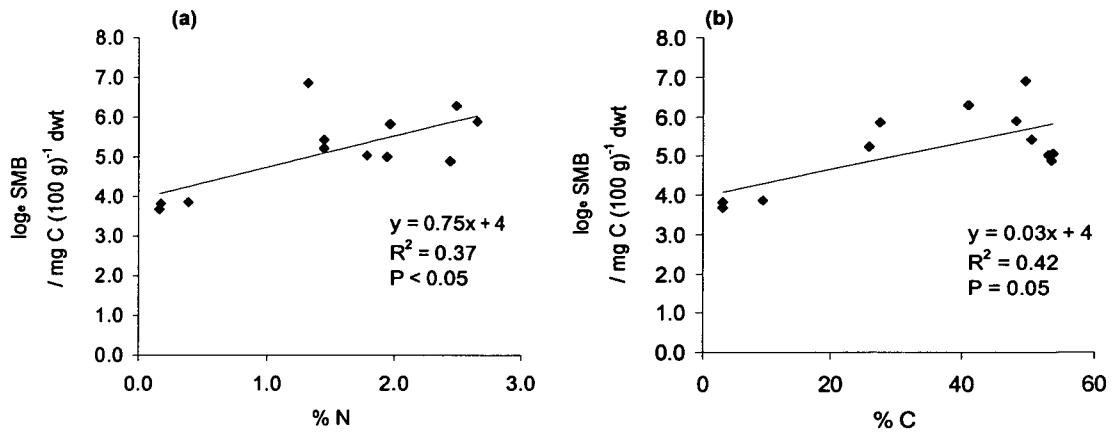 (a)
8.0
7.0
6.0
5.0
4.0
3.0
2.0
1.0
0.0
logₑ SMB
/ mg C (100 g)⁻¹ dwt
y = 0.75x + 4
R² = 0.37
P < 0.05
0.0 1.0 2.0 3.0
% N
(b)
8.0
7.0
6.0
5.0
4.0
3.0
2.0
1.0
0.0
logₑ SMB
/ mg C (100 g)⁻¹ dwt
y = 0.03x + 4
R² = 0.42
P = 0.05
0 20 40 60
% C